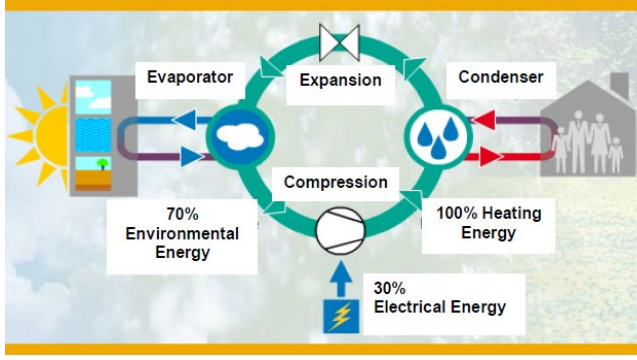 Evaporator
Expansion
Condenser
Compression
70%
Environmental
Energy
100% Heating
Energy
30%
Electrical Energy